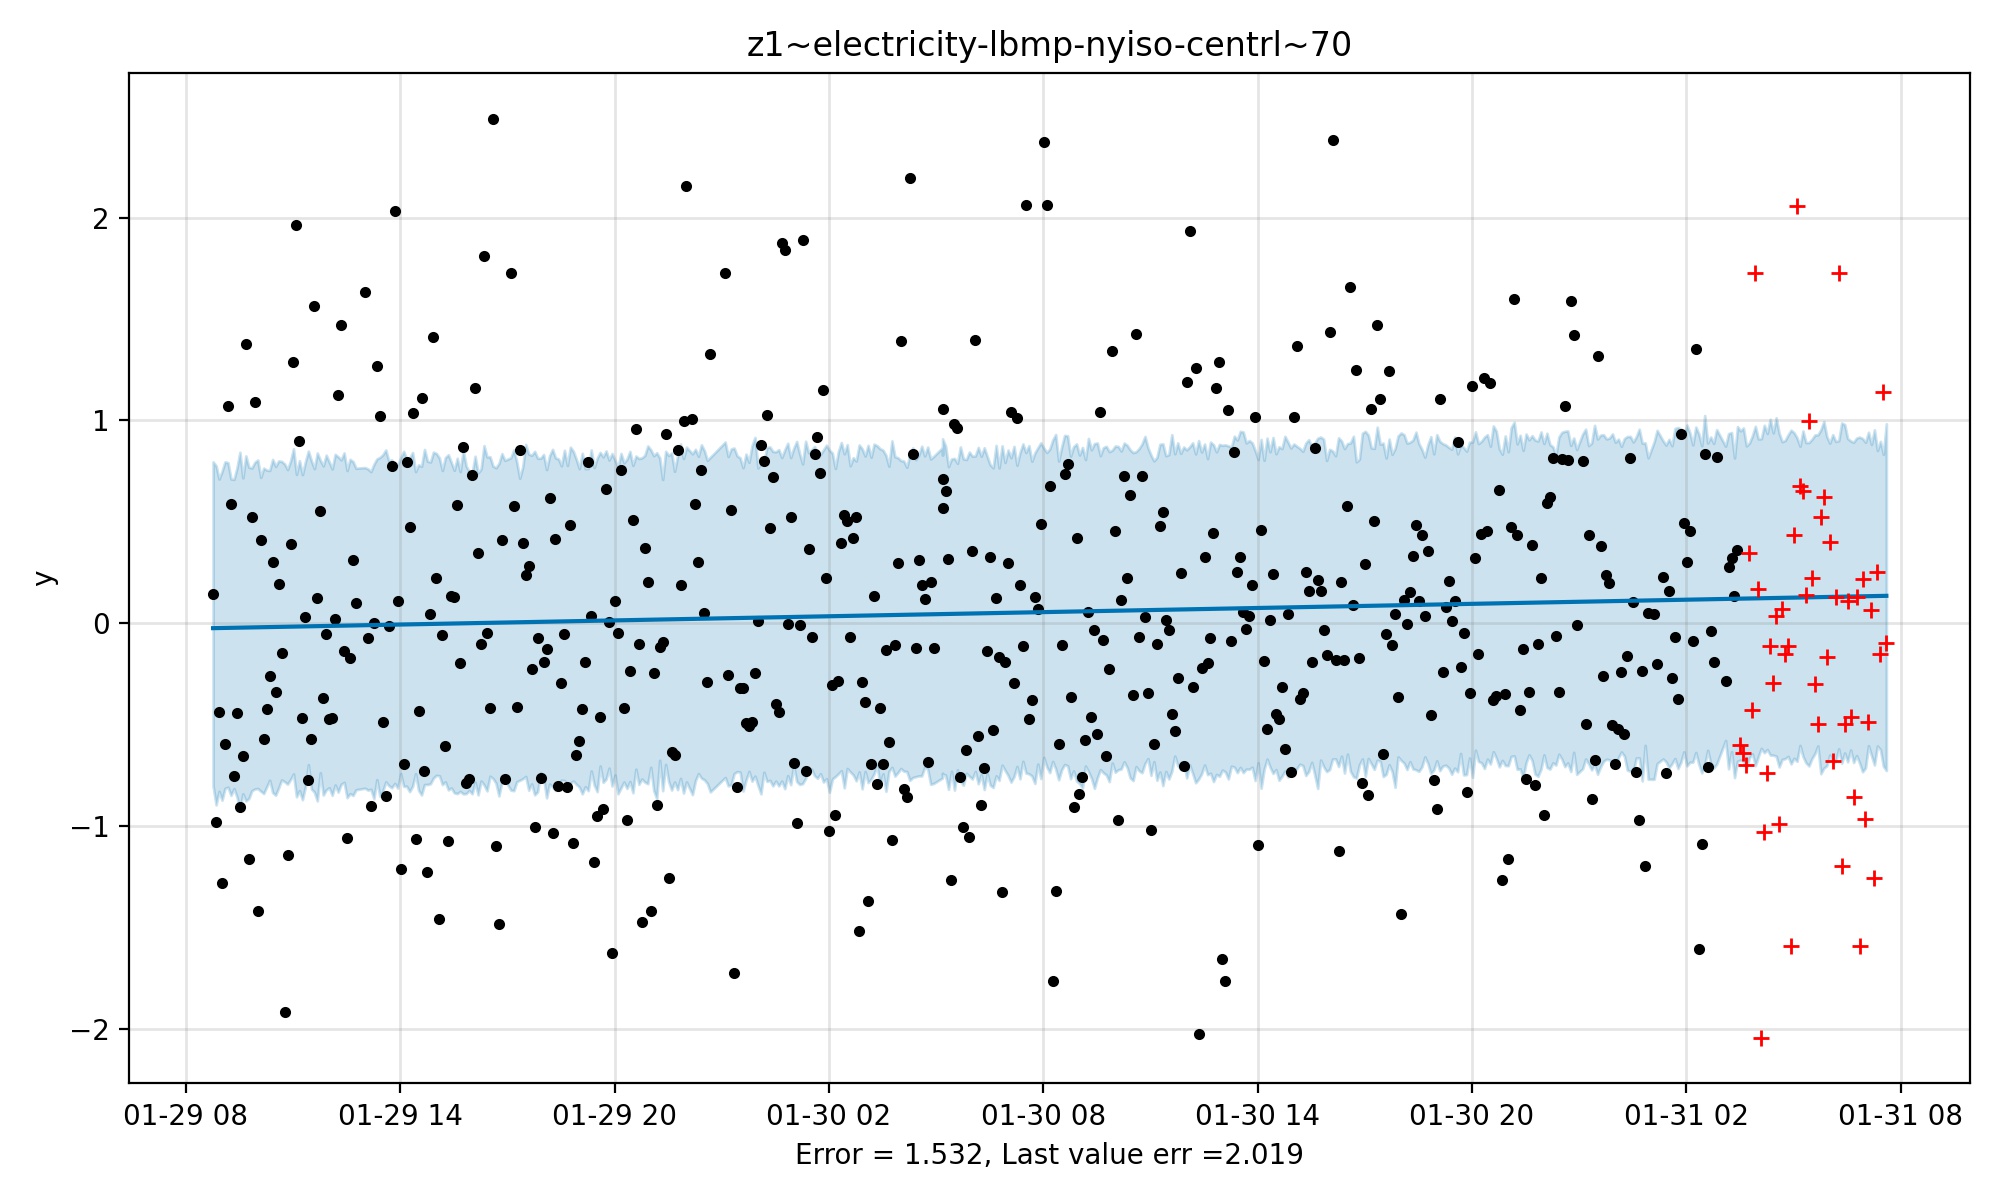 z1~electricity-lbmp-nyiso-centrl~70
y
2
1
0
−1
−2
01-29 08 01-29 14 01-29 20 01-30 02 01-30 08 01-30 14 01-30 20 01-31 02 01-31 08
Error = 1.532, Last value err =2.019